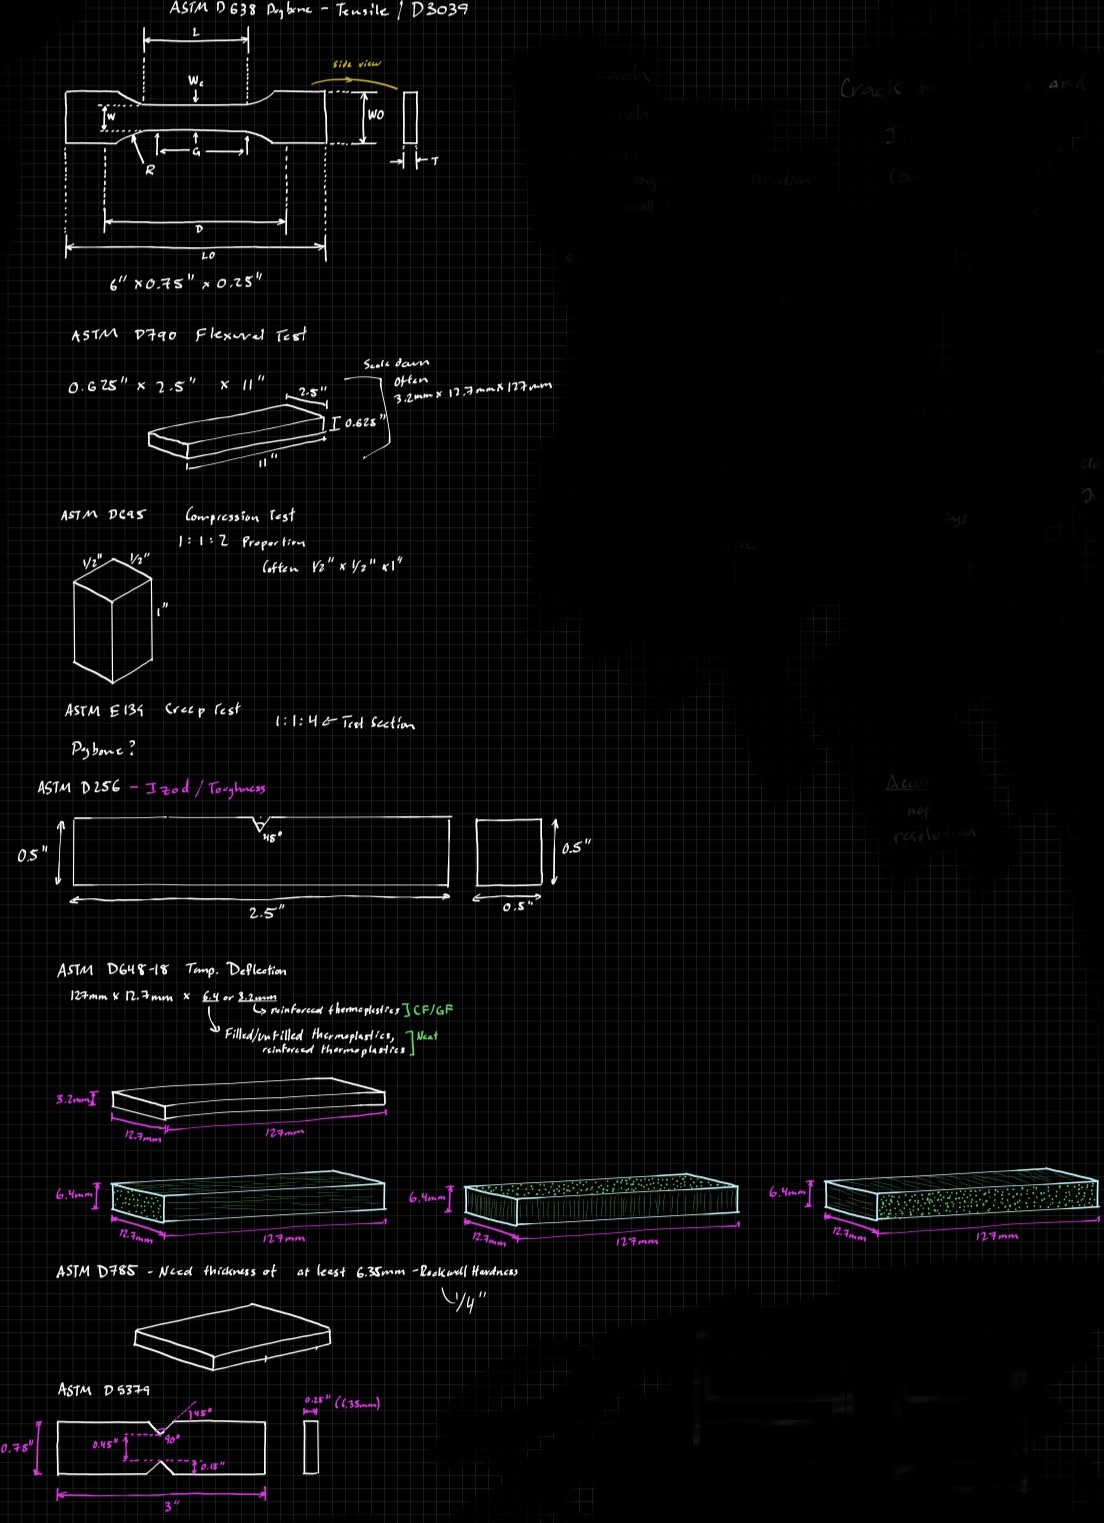 ASTM D638 Dogbone - Tensile / D3039
L
Side view
Wc
W
WO
G
T
R
D
LO
6" x 0.75" x 0.25"
ASTM D790 Flexural Test
Scale down
often
3.2mm x 12.7mm x 127mm
0.625" x 2.5" x 11"
2.5"
0.625"
11"
ASTM D695 Compression Test
1:1:2 Proportion
(often 1/2" x 1/2" x 1"
1/2" 1/2"
1"
ASTM E139 Creep Test
1:1:4 ← Test Section
Dogbone?
ASTM D256 - Izod / Toughness
45°
0.5"
0.5"
2.5"
0.5"
ASTM D648-18 Temp. Deflection
127mm x 12.7mm x 6.4 or 3.2mm
reinforced thermoplastics ] CF/GF
Filled/unfilled thermoplastics,
reinforced thermoplastics ] Neat
3.2mm
12.7mm
127mm
6.4mm
12.7mm
127mm
6.4mm
12.7mm
127mm
6.4mm
12.7mm
127mm
ASTM D785 - Need thickness of at least 6.35mm - Rockwell Hardness
1/4"
ASTM D5379
0.25" (6.35mm)
45°
90°
0.75"
0.45"
0.15"
3"
each
each
Crack
and
I
not
resolution